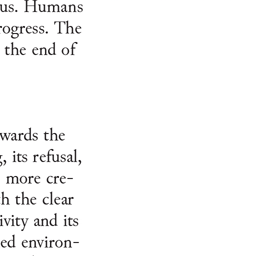 us. Humans
rogress. The
the end of
wards the
, its refusal,
more cre-
h the clear
ivity and its
ed environ-